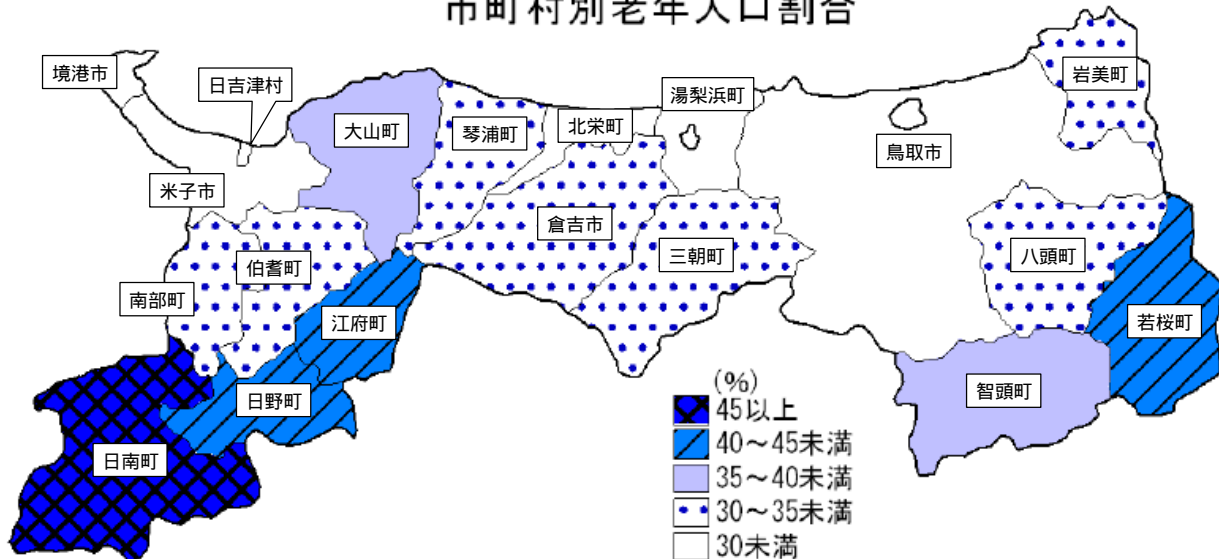 市町村別老年人口割合
境港市
日吉津村
大山町
琴浦町
北栄町
湯梨浜町
岩美町
鳥取市
米子市
倉吉市
三朝町
八頭町
伯耆町
南部町
江府町
若桜町
日野町
智頭町
日南町
(%)
45以上
40～45未満
35～40未満
30～35未満
30未満